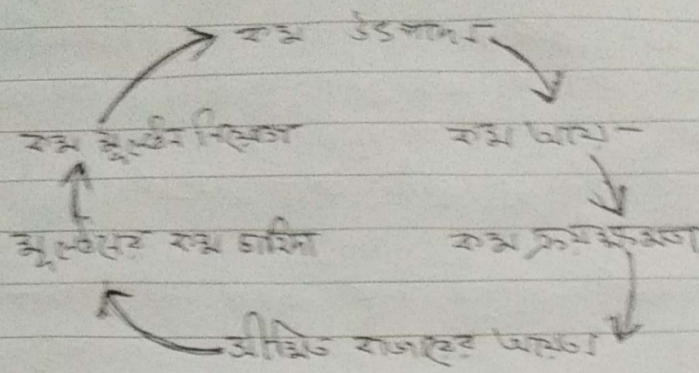 কম উৎপাদন
কম মূলধন বিনিয়োগ কম আয়
মূলধনের কম চাহিদা কম ক্রয়ক্ষমতা
সীমিত বাজারের আয়তন